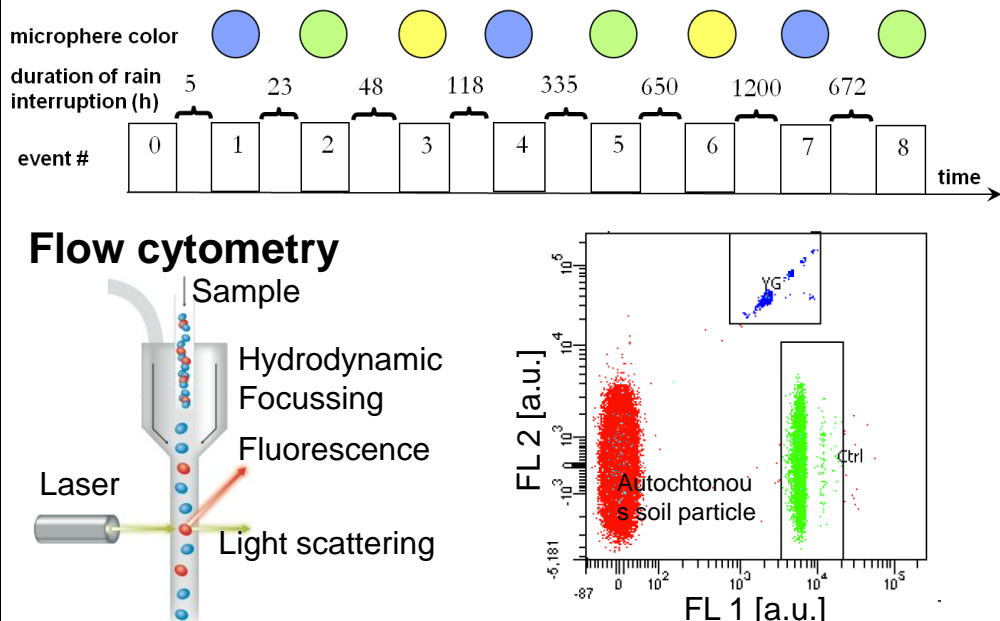 microphere color
duration of rain
interruption (h)
5 23 48 118 335 650 1200 672
event #
0 1 2 3 4 5 6 7 8
time
Flow cytometry
Sample
Hydrodynamic
Focussing
Fluorescence
Laser
Light scattering
FL 2 [a.u.]
10^5
10^4
10^3
0
-10^3
-5,181
YG
Ctrl
Autochtonou
s soil particle
-87
0 10^2 10^3 10^4 10^5
FL 1 [a.u.]